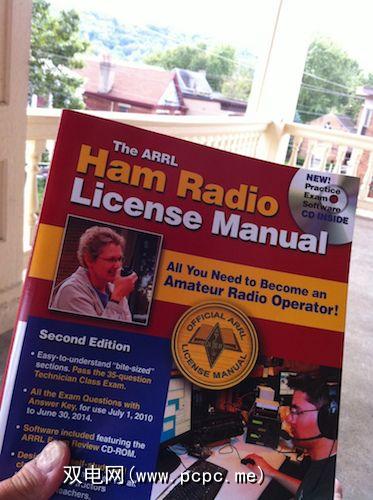 The ARRL
Ham Radio
License Manual
NEW!
Practice
Exam
Software
CD INSIDE
All You Need to Become an
Amateur Radio Operator!
OFFICIAL ARRL
LICENSE MANUAL
Second Edition
• Easy-to-understand "bite-sized"
sections. Pass the 35-question
Technician Class Exam.
• All the Exam Questions with
Answer Key, for use July 1, 2010
to June 30, 2014.
• Software included featuring the
ARRL Review CD-ROM.
双电网(www.pcpc.me)